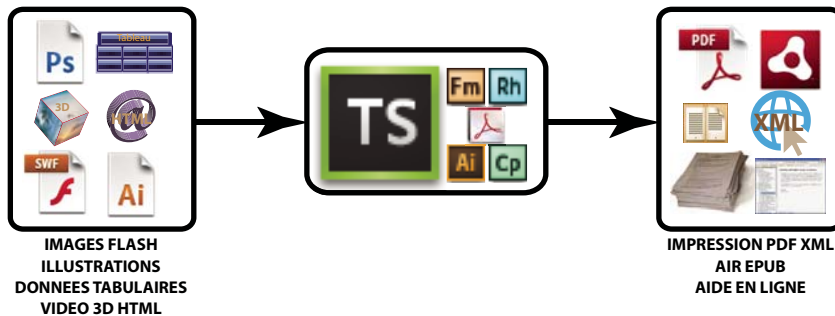 Ps
Tableau
3D
HTML
SWF
Ai
TS
Fm
Rh
Ai
Cp
PDF
XML
IMAGES FLASH
ILLUSTRATIONS
DONNEES TABULAIRES
VIDEO 3D HTML
IMPRESSION PDF XML
AIR EPUB
AIDE EN LIGNE